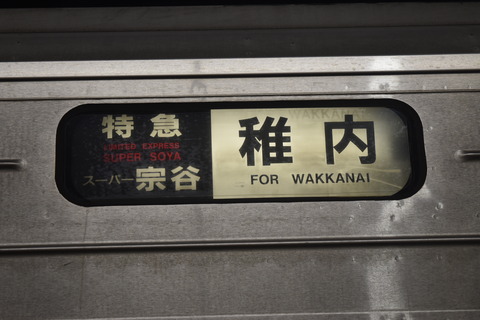 特急
LIMITED EXPRESS
SUPER SOYA
スーパー宗谷
稚内
FOR WAKKANAI